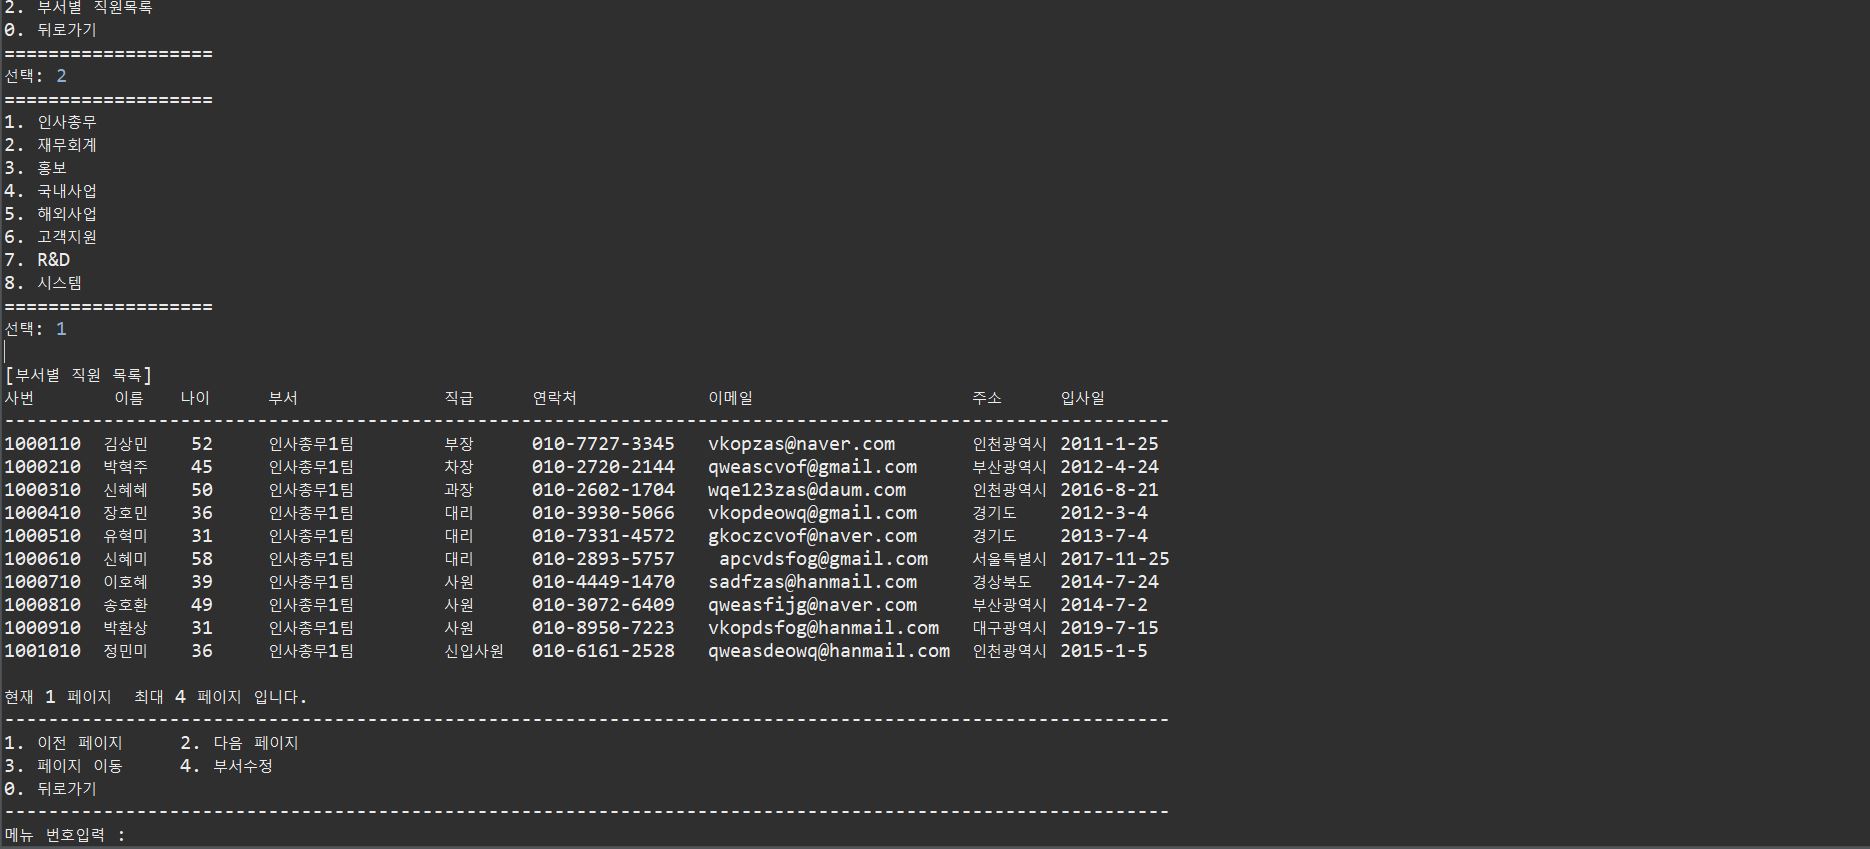 2. 부서별 직원목록
0. 뒤로가기
===================
선택: 2
===================
1. 인사총무
2. 재무회계
3. 홍보
4. 국내사업
5. 해외사업
6. 고객지원
7. R&D
8. 시스템
===================
선택: 1
[부서별 직원 목록]
사번 이름 나이 부서 직급 연락처 이메일 주소 입사일
----------------------------------------------------------------------------------------------------------
1000110 김상민 52 인사총무1팀 부장 010-7727-3345 vkopzas@naver.com 인천광역시 2011-1-25
1000210 박혁주 45 인사총무1팀 차장 010-2720-2144 qweascvof@gmail.com 부산광역시 2012-4-24
1000310 신혜혜 50 인사총무1팀 과장 010-2602-1704 wqe123zas@daum.com 인천광역시 2016-8-21
1000410 장호민 36 인사총무1팀 대리 010-3930-5066 vkopdeowq@gmail.com 경기도 2012-3-4
1000510 유혁미 31 인사총무1팀 대리 010-7331-4572 gkoczcvof@naver.com 경기도 2013-7-4
1000610 신혜미 58 인사총무1팀 대리 010-2893-5757 apcvdsfog@gmail.com 서울특별시 2017-11-25
1000710 이호혜 39 인사총무1팀 사원 010-4449-1470 sadfzas@hanmail.com 경상북도 2014-7-24
1000810 송호환 49 인사총무1팀 사원 010-3072-6409 qweasfijg@naver.com 부산광역시 2014-7-2
1000910 박환상 31 인사총무1팀 사원 010-8950-7223 vkopdsfog@hanmail.com 대구광역시 2019-7-15
1001010 정민미 36 인사총무1팀 신입사원 010-6161-2528 qweasdeowq@hanmail.com 인천광역시 2015-1-5
현재 1 페이지 최대 4 페이지 입니다.
----------------------------------------------------------------------------------------------------------
1. 이전 페이지 2. 다음 페이지
3. 페이지 이동 4. 부서수정
0. 뒤로가기
----------------------------------------------------------------------------------------------------------
메뉴 번호입력 :